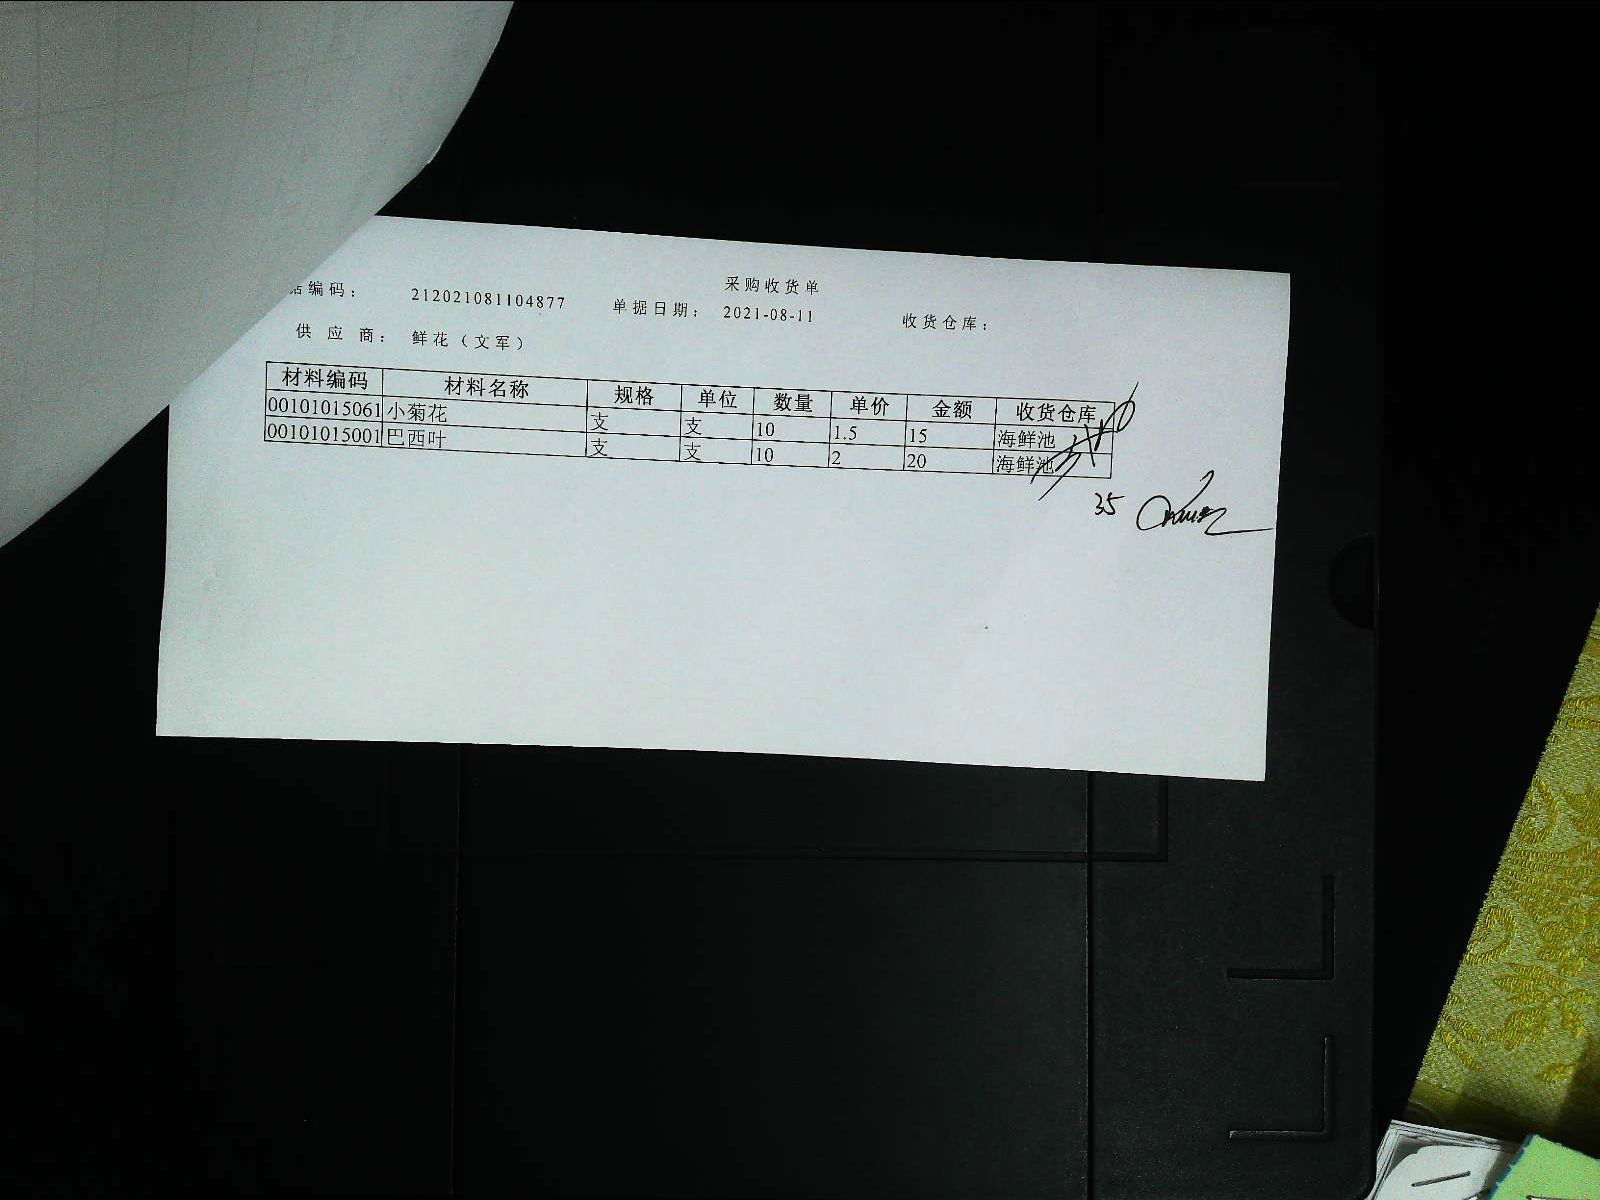 采购收货单
据编码： 212021081104877 单据日期： 2021-08-11 收货仓库：
供应商： 鲜花（文军）
材料编码 材料名称 规格 单位 数量 单价 金额 收货仓库
00101015061 小菊花 支 支 10 1.5 15 海鲜池
00101015001 巴西叶 支 支 10 2 20 海鲜池
35